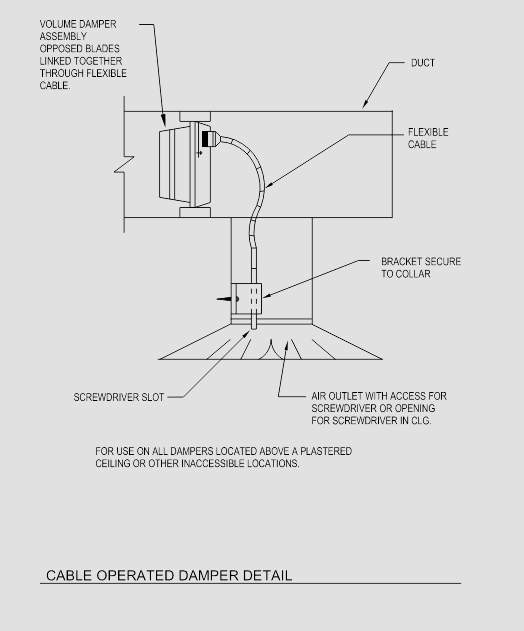 VOLUME DAMPER
ASSEMBLY
OPPOSED BLADES
LINKED TOGETHER
THROUGH FLEXIBLE
CABLE.
DUCT
FLEXIBLE
CABLE
BRACKET SECURE
TO COLLAR
SCREWDRIVER SLOT
AIR OUTLET WITH ACCESS FOR
SCREWDRIVER OR OPENING
FOR SCREWDRIVER IN CLG.
FOR USE ON ALL DAMPERS LOCATED ABOVE A PLASTERED
CEILING OR OTHER INACCESSIBLE LOCATIONS.
CABLE OPERATED DAMPER DETAIL